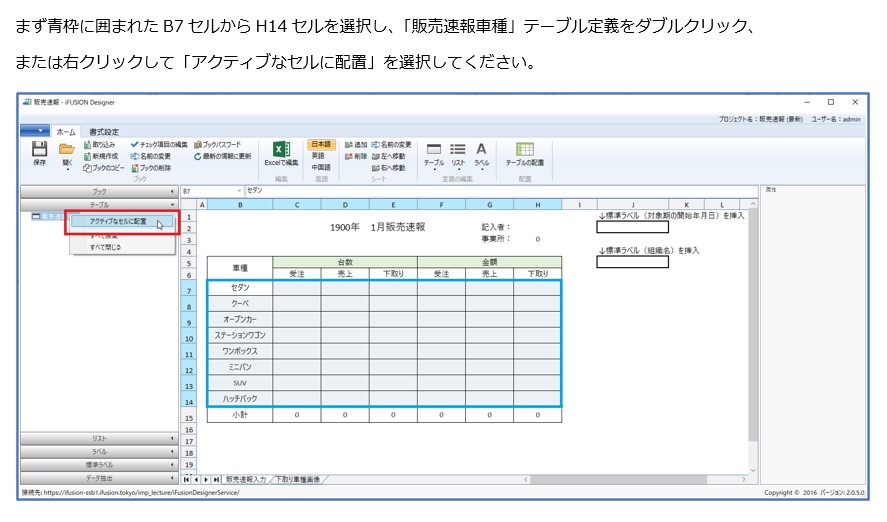 まず青枠に囲まれた B7 セルから H14 セルを選択し、「販売速報車種」テーブル定義をダブルクリック、
または右クリックして「アクティブなセルに配置」を選択してください。
販売速報 - iFUSION Designer
プロジェクト名：販売速報 (最新) ユーザー名：admin
ホーム 書式設定
保存 開く 取り込み 新規作成 ブックのコピー チェック項目の編集 名前の変更 ブックの削除 ブックパスワード 最新の情報に更新
Excelで編集 日本語 英語 中国語 追加 削除 名前の変更 左へ移動 右へ移動
テーブル リスト ラベル テーブルの配置
ブック 編集 言語 シート 定義の編集 配置
ブック
テーブル
アクティブなセルに配置
すべて閉じる
リスト
ラベル
標準ラベル
データ抽出
B7 セダン
属性
A B C D E F G H I J K L
1 ↓標準ラベル（対象期の開始年月日）を挿入
2 1900年 1月販売速報 記入者：
3 事業所： 0
4 ↓標準ラベル（組織名）を挿入
5 車種 台数 金額
6 受注 売上 下取り 受注 売上 下取り
7 セダン
8 クーペ
9 オープンカー
10 ステーションワゴン
11 ワンボックス
12 ミニバン
13 SUV
14 ハッチバック
15 小計 0 0 0 0 0 0
16
17
18
19
販売速報入力 下取り車種画像
接続先: https://ifusion-ssb1.ifusion.tokyo/imp_lecture/iFusionDesignerService/
Copyright © 2016 バージョン: 2.0.5.0